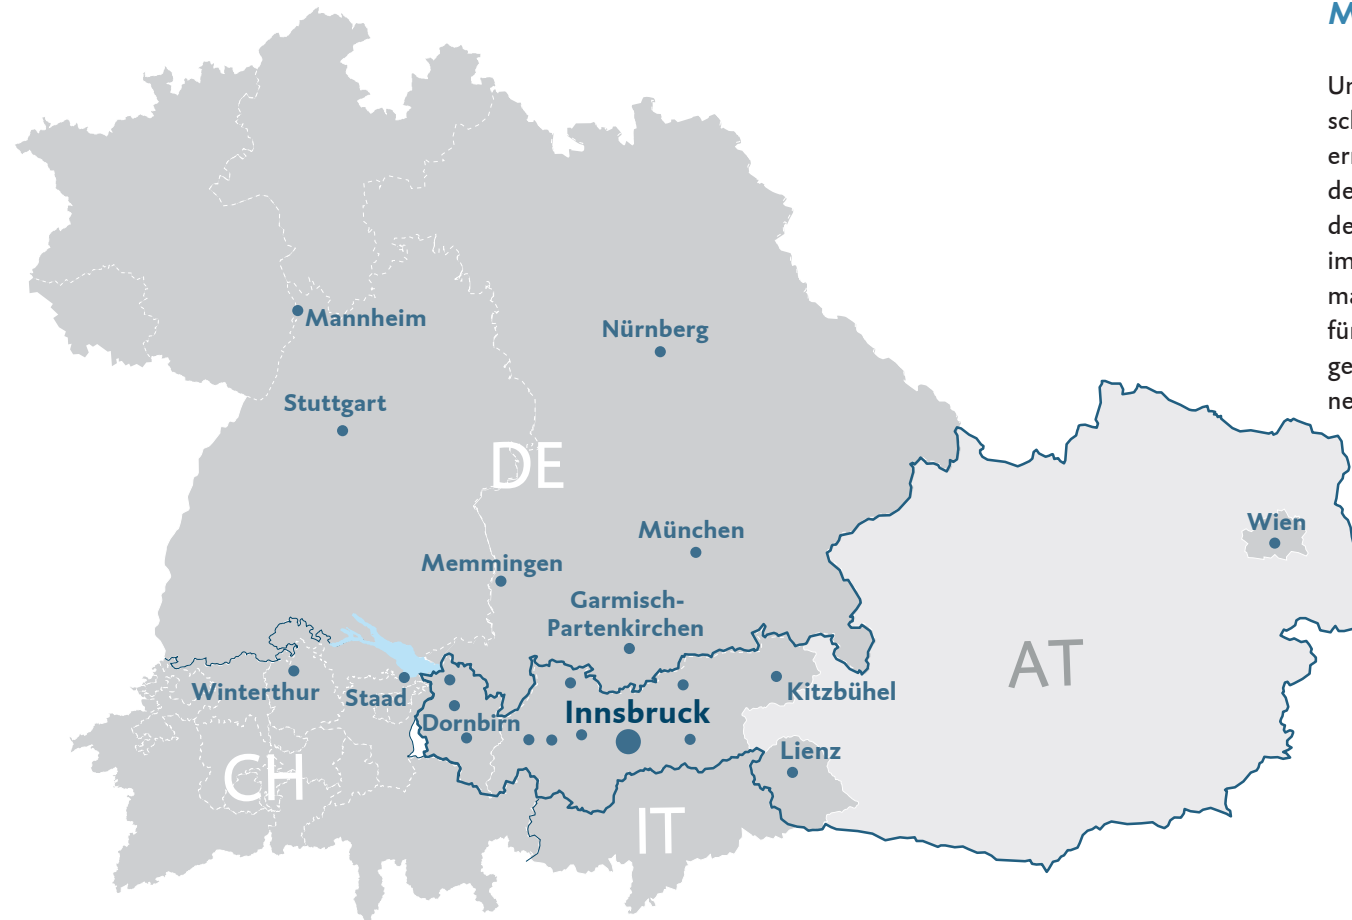 Mannheim
Nürnberg
Stuttgart
DE
München
Wien
Memmingen
Garmisch-
Partenkirchen
AT
Winterthur
Staad
Kitzbühel
Innsbruck
Dornbirn
Lienz
CH
IT